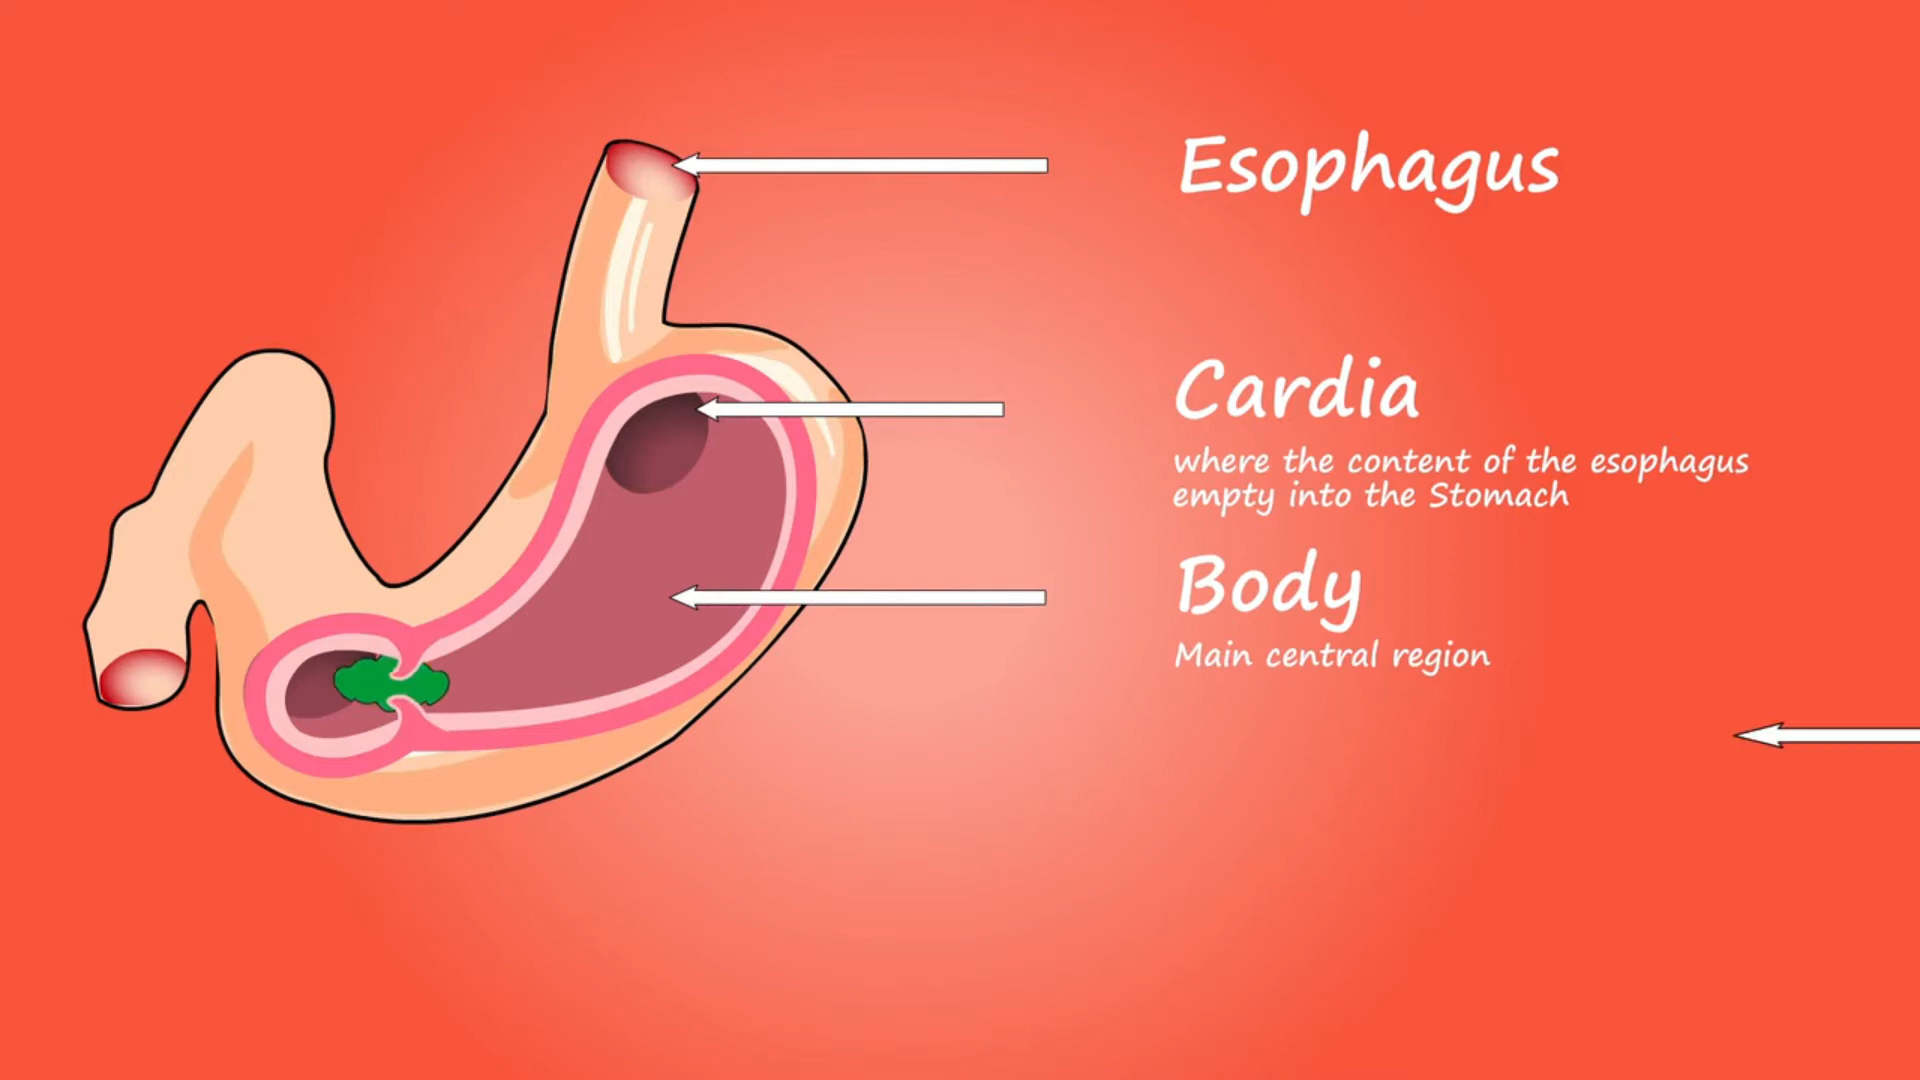 Esophagus
Cardia
where the content of the esophagus
empty into the Stomach
Body
Main central region